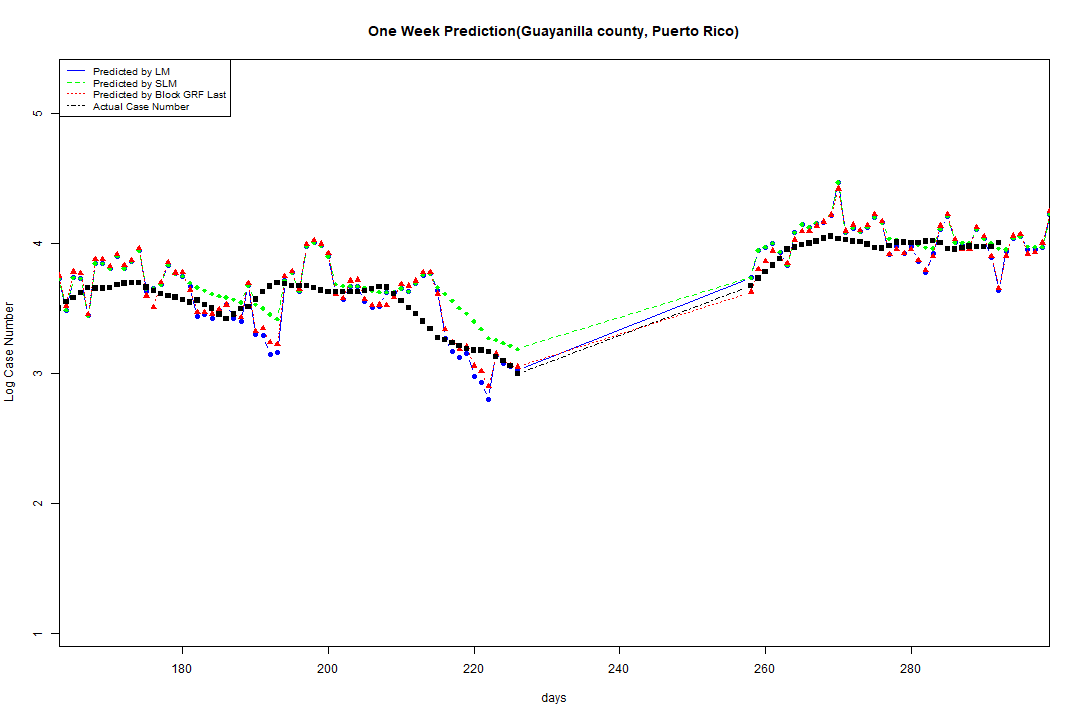 One Week Prediction(Guayanilla county, Puerto Rico)
Predicted by LM
Predicted by SLM
Predicted by Block GRF Last
Actual Case Number
5
4
3
2
1
Log Case Number
180 200 220 240 260 280
days